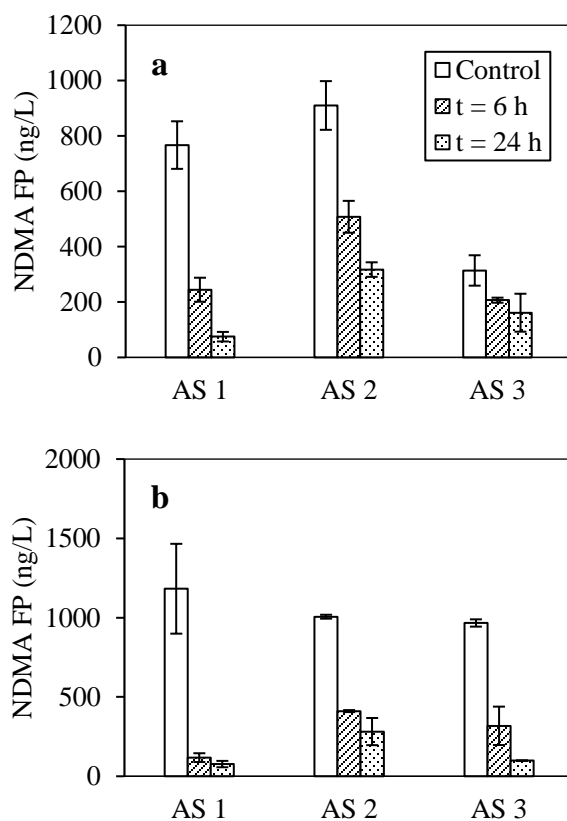 1200
1000
800
600
400
200
0
NDMA FP (ng/L)
a
Control
t = 6 h
t = 24 h
AS 1 AS 2 AS 3
2000
1500
1000
500
0
NDMA FP (ng/L)
b
AS 1 AS 2 AS 3